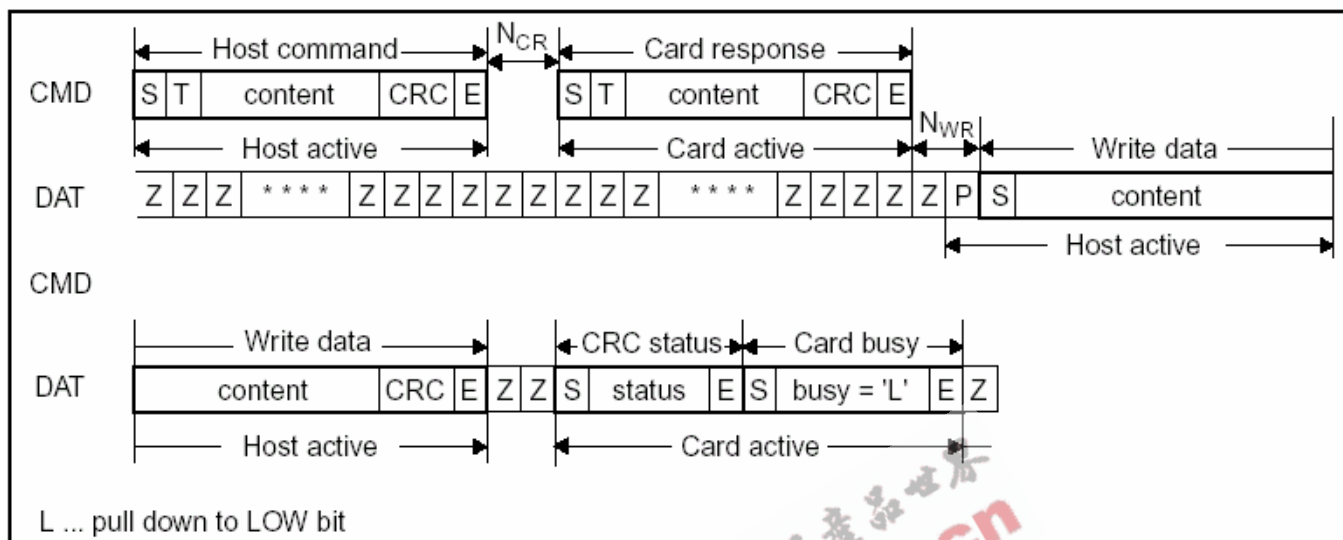 Host command N_CR Card response
CMD S T content CRC E S T content CRC E
Host active Card active N_WR Write data
DAT Z Z Z * * * * Z Z Z Z Z Z Z Z Z * * * * Z Z Z Z Z P S content
Host active
CMD
Write data CRC status Card busy
DAT content CRC E Z Z S status E S busy = 'L' E Z
Host active Card active
L ... pull down to LOW bit